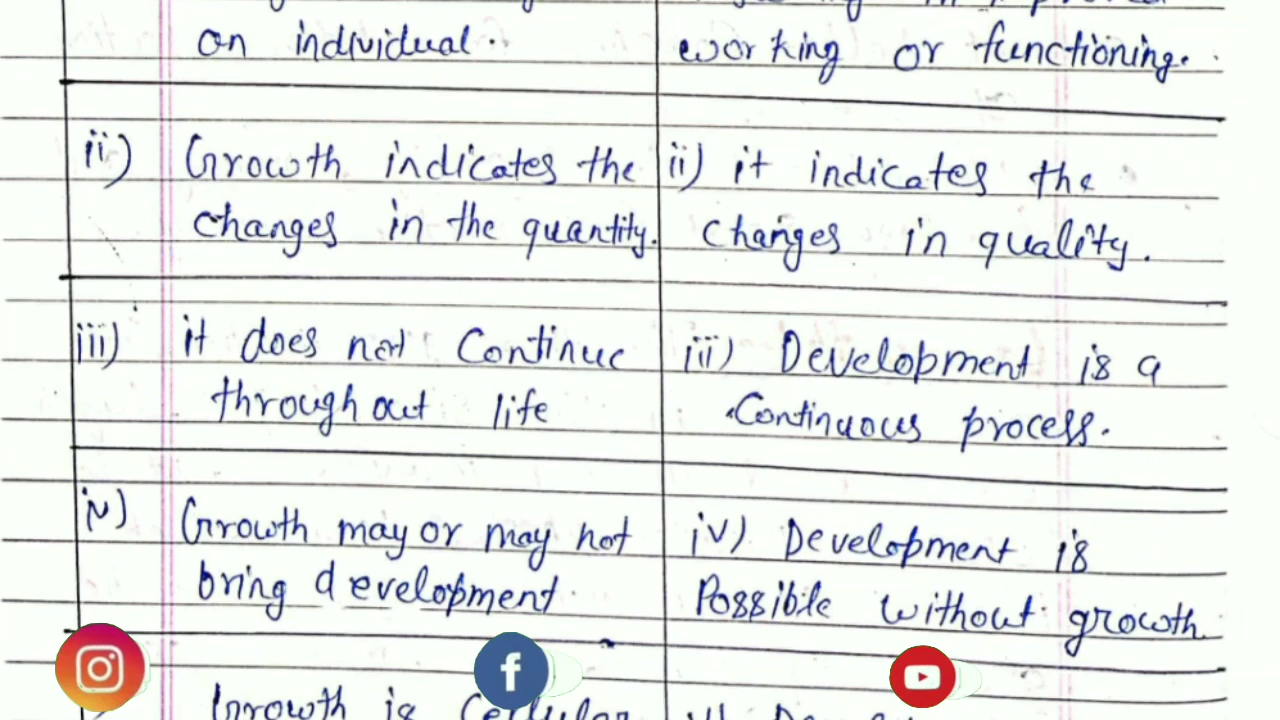 on individual.
working or functioning.
ii) Growth indicates the
changes in the quantity.
ii) it indicates the
changes in quality.
iii) it does not Continue
throughout life
iii) Development is a
Continuous process.
iv) Growth may or may not
bring development.
iv) Development is
Possible without growth.
Growth is